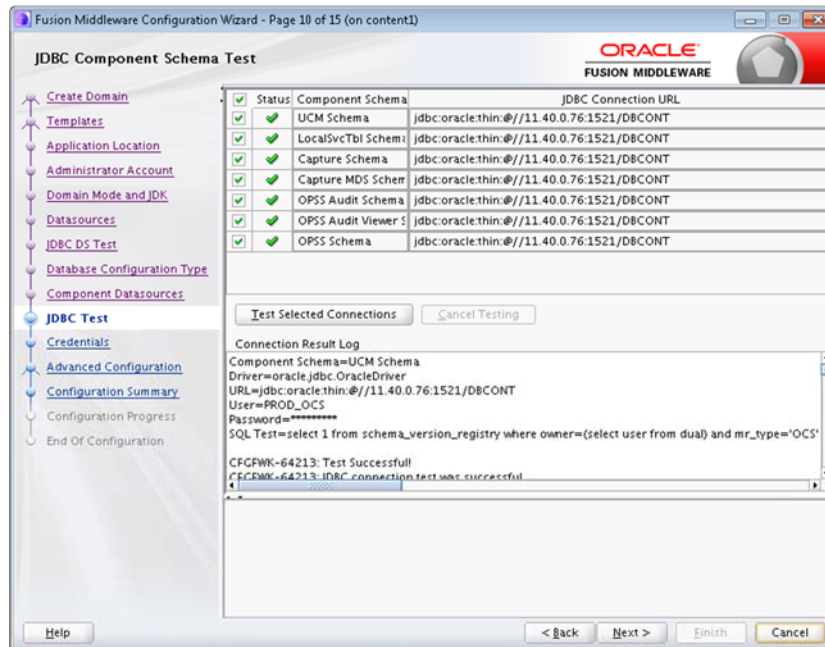 Fusion Middleware Configuration Wizard - Page 10 of 15 (on content1)
JDBC Component Schema Test
ORACLE
FUSION MIDDLEWARE
Create Domain
Templates
Application Location
Administrator Account
Domain Mode and JDK
Datasources
JDBC DS Test
Database Configuration Type
Component Datasources
JDBC Test
Credentials
Advanced Configuration
Configuration Summary
Configuration Progress
End Of Configuration
Status Component Schema JDBC Connection URL
UCM Schema jdbc:oracle:thin:@//11.40.0.76:1521/DBCONT
LocalSvcTbl Schema jdbc:oracle:thin:@//11.40.0.76:1521/DBCONT
Capture Schema jdbc:oracle:thin:@//11.40.0.76:1521/DBCONT
Capture MDS Schem jdbc:oracle:thin:@//11.40.0.76:1521/DBCONT
OPSS Audit Schema jdbc:oracle:thin:@//11.40.0.76:1521/DBCONT
OPSS Audit Viewer S jdbc:oracle:thin:@//11.40.0.76:1521/DBCONT
OPSS Schema jdbc:oracle:thin:@//11.40.0.76:1521/DBCONT
Test Selected Connections Cancel Testing
Connection Result Log
Component Schema=UCM Schema
Driver=oracle.jdbc.OracleDriver
URL=jdbc:oracle:thin:@//11.40.0.76:1521/DBCONT
User=PROD_OCS
Password=*********
SQL Test=select 1 from schema_version_registry where owner=(select user from dual) and mr_type='OCS'
CFGFWK-64213: Test Successful!
CFGFWK-64213: JDBC connection test was successful
Help < Back Next > Finish Cancel